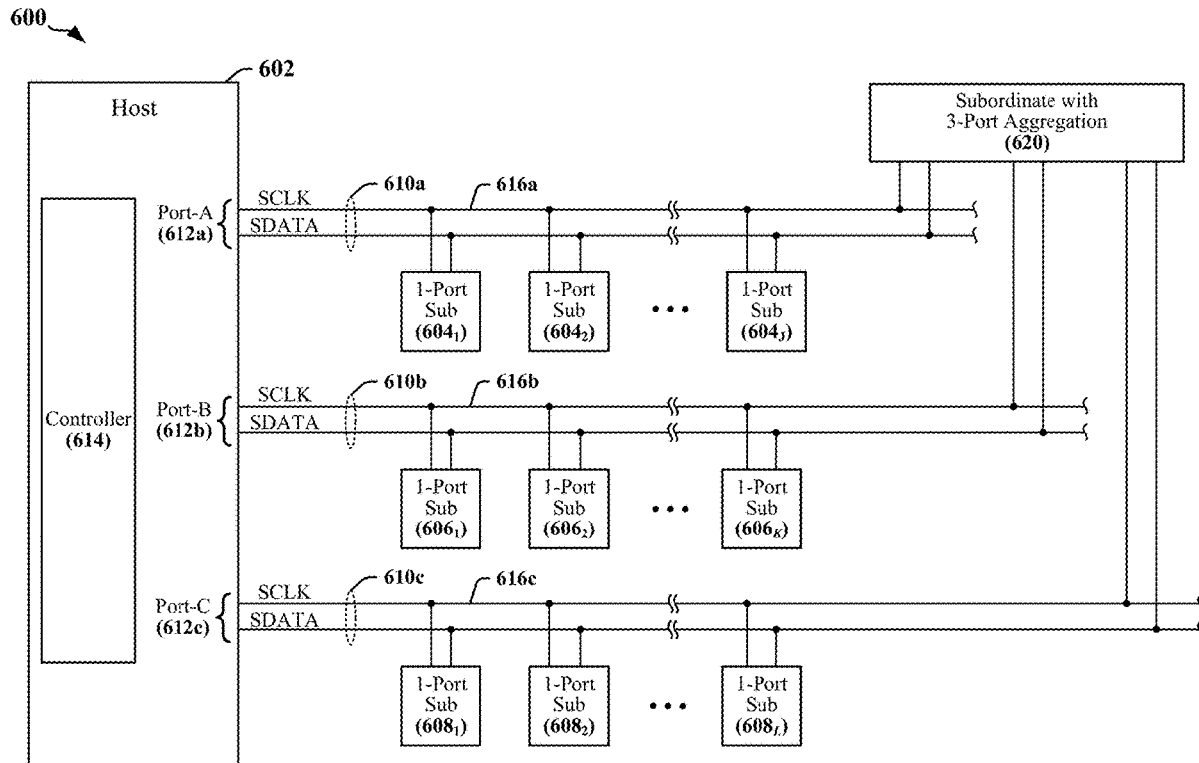 600
602
Host
Subordinate with
3-Port Aggregation
(620)
610a
616a
SCLK
Port-A
(612a)
SDATA
1-Port
Sub
(604₁)
1-Port
Sub
(604₂)
1-Port
Sub
(604J)
610b
616b
SCLK
Controller
(614)
Port-B
(612b)
SDATA
1-Port
Sub
(606₁)
1-Port
Sub
(606₂)
1-Port
Sub
(606K)
610c
616c
SCLK
Port-C
(612c)
SDATA
1-Port
Sub
(608₁)
1-Port
Sub
(608₂)
1-Port
Sub
(608L)